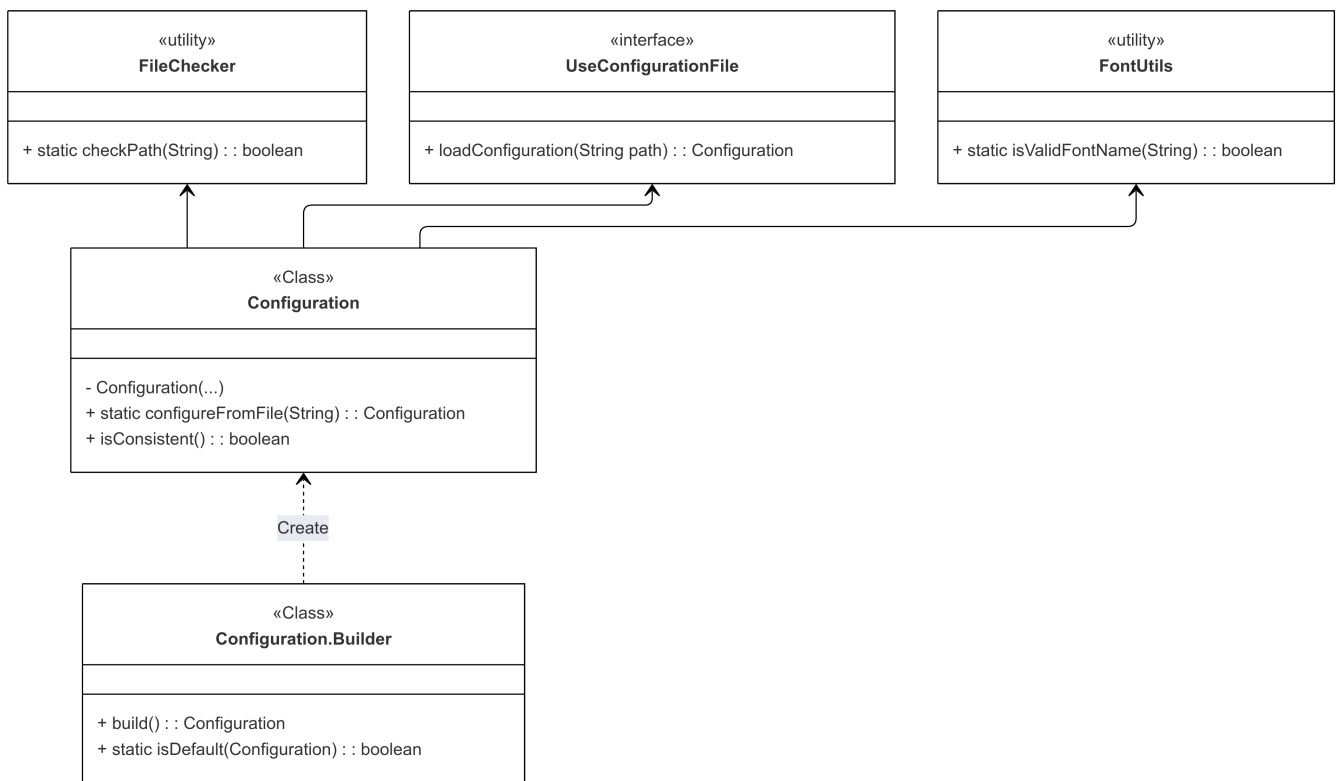 «utility»
FileChecker
+ static checkPath(String) : : boolean
«interface»
UseConfigurationFile
+ loadConfiguration(String path) : : Configuration
«utility»
FontUtils
+ static isValidFontName(String) : : boolean
«Class»
Configuration
- Configuration(...)
+ static configureFromFile(String) : : Configuration
+ isConsistent() : : boolean
Create
«Class»
Configuration.Builder
+ build() : : Configuration
+ static isDefault(Configuration) : : boolean